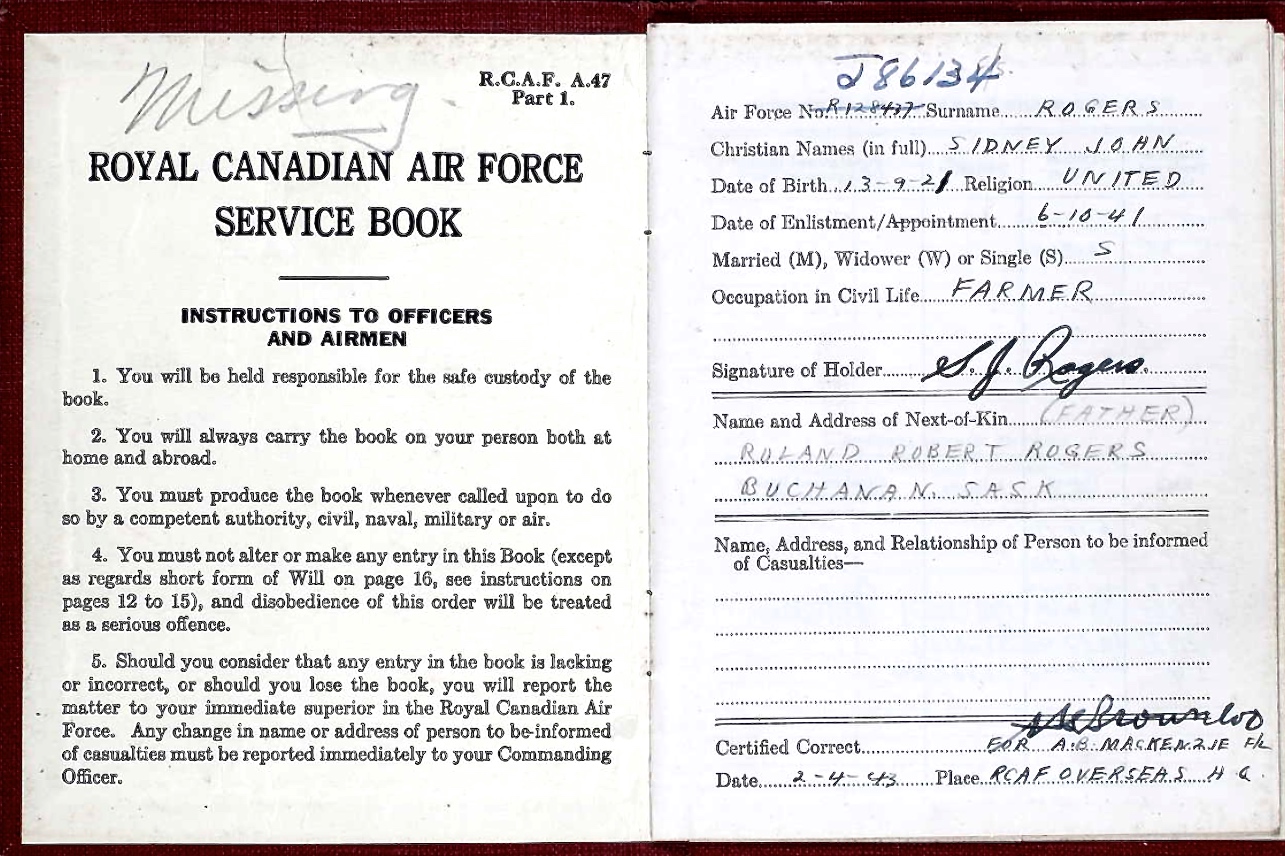 Missing
R.C.A.F. A.47
Part 1.
ROYAL CANADIAN AIR FORCE
SERVICE BOOK
INSTRUCTIONS TO OFFICERS
AND AIRMEN
1. You will be held responsible for the safe custody of the
book.
2. You will always carry the book on your person both at
home and abroad.
3. You must produce the book whenever called upon to do
so by a competent authority, civil, naval, military or air.
4. You must not alter or make any entry in this Book (except
as regards short form of Will on page 16, see instructions on
pages 12 to 15), and disobedience of this order will be treated
as a serious offence.
5. Should you consider that any entry in the book is lacking
or incorrect, or should you lose the book, you will report the
matter to your immediate superior in the Royal Canadian Air
Force. Any change in name or address of person to be informed
of casualties must be reported immediately to your Commanding
Officer.
J86134
Air Force No. R128437 Surname ROGERS
Christian Names (in full) SIDNEY JOHN
Date of Birth 13-9-21 Religion UNITED
Date of Enlistment/Appointment 6-10-41
Married (M), Widower (W) or Single (S) S
Occupation in Civil Life FARMER
Signature of Holder S. J. Rogers.
Name and Address of Next-of-Kin (FATHER)
RULAND ROBERT ROGERS
BUCHANAN. SASK
Name, Address, and Relationship of Person to be informed
of Casualties—
Certified Correct FOR A.B. MACKENZIE F/L
Date 2-4-43 Place RCAF OVERSEAS H Q.